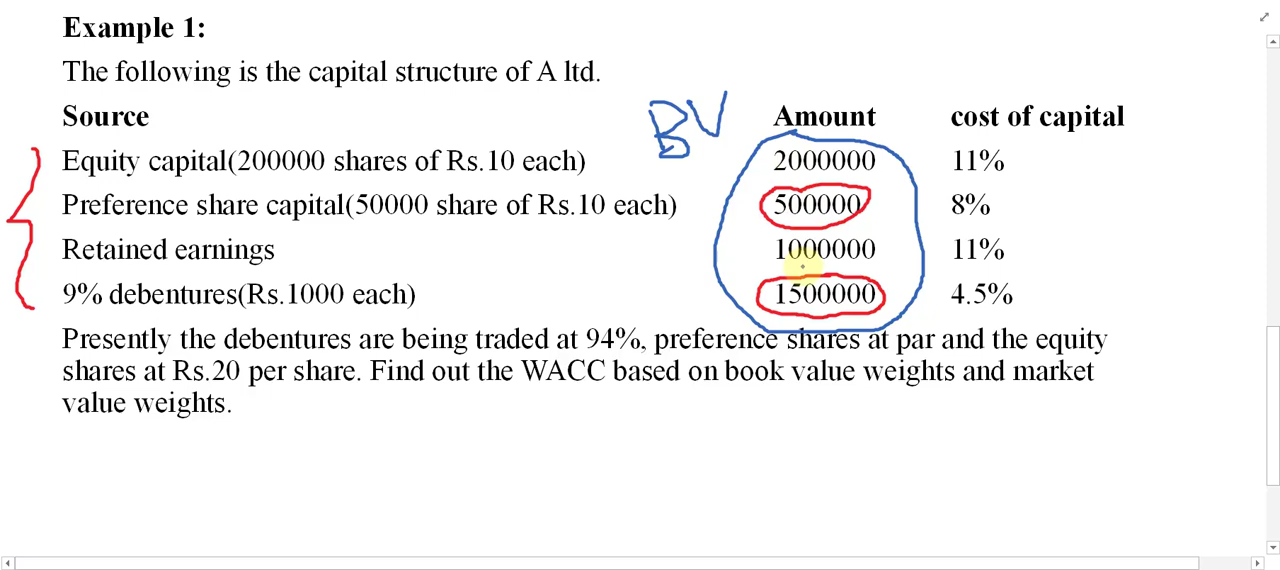 Example 1:
The following is the capital structure of A ltd.
Source BV Amount cost of capital
Equity capital(200000 shares of Rs.10 each) 2000000 11%
Preference share capital(50000 share of Rs.10 each) 500000 8%
Retained earnings 1000000 11%
9% debentures(Rs.1000 each) 1500000 4.5%
Presently the debentures are being traded at 94%, preference shares at par and the equity
shares at Rs.20 per share. Find out the WACC based on book value weights and market
value weights.